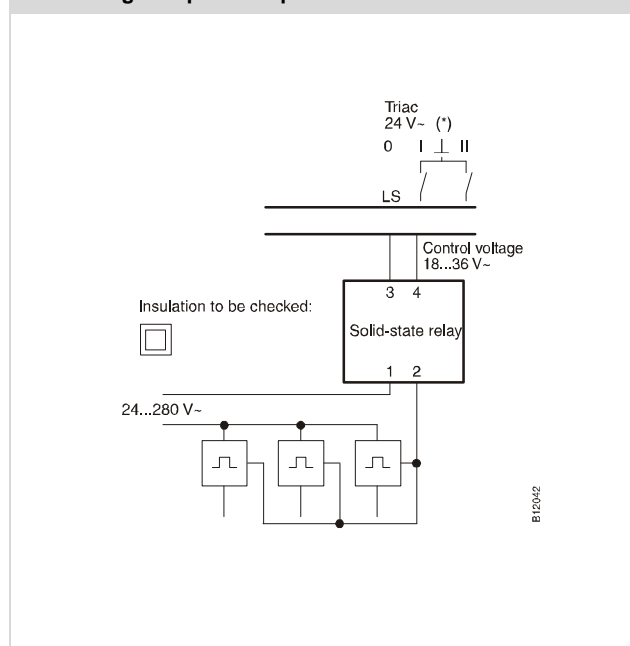 Triac
24 V~ (*)
0 I ⊥ II
LS
Control voltage
18...36 V~
3 4
Insulation to be checked:
Solid-state relay
1 2
24...280 V~
B12042